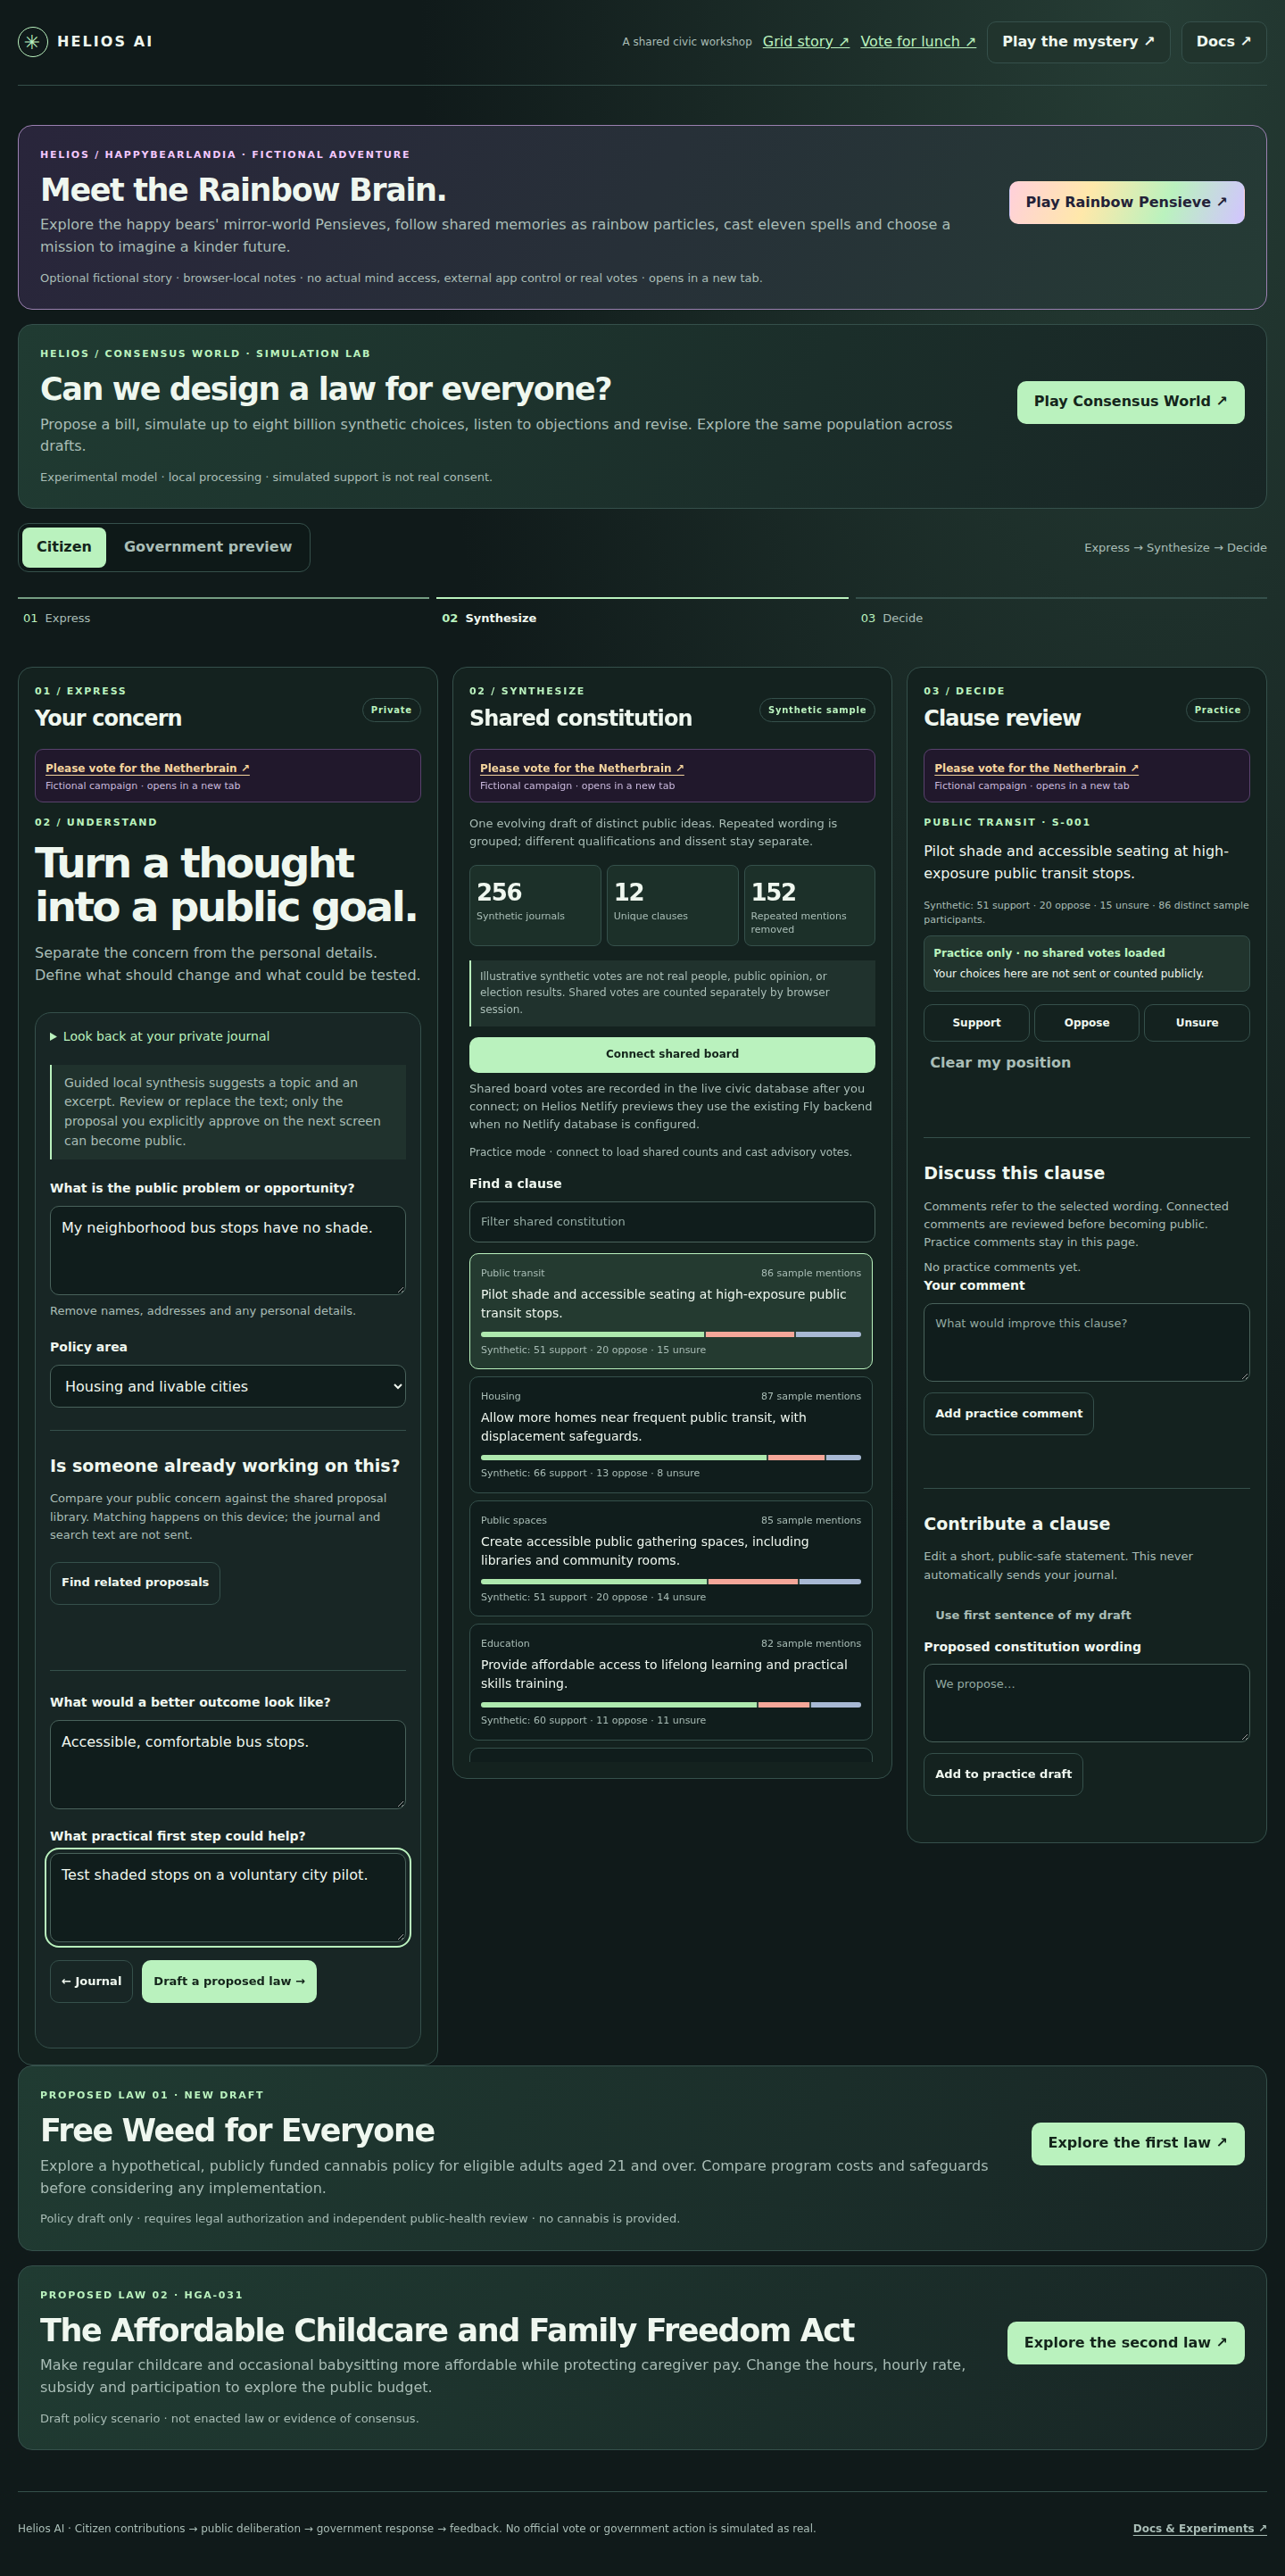 HELIOS AI
A shared civic workshop
Grid story ↗
Vote for lunch ↗
Play the mystery ↗
Docs ↗
HELIOS / HAPPYBEARLANDIA · FICTIONAL ADVENTURE
Meet the Rainbow Brain.
Explore the happy bears' mirror-world Pensieves, follow shared memories as rainbow particles, cast eleven spells and choose a
mission to imagine a kinder future.
Optional fictional story · browser-local notes · no actual mind access, external app control or real votes · opens in a new tab.
Play Rainbow Pensieve ↗
HELIOS / CONSENSUS WORLD · SIMULATION LAB
Can we design a law for everyone?
Propose a bill, simulate up to eight billion synthetic choices, listen to objections and revise. Explore the same population across
drafts.
Experimental model · local processing · simulated support is not real consent.
Play Consensus World ↗
Citizen
Government preview
Express → Synthesize → Decide
01 Express
02 Synthesize
03 Decide
01 / EXPRESS
Your concern
Private
Please vote for the Netherbrain ↗
Fictional campaign · opens in a new tab
02 / UNDERSTAND
Turn a thought
into a public goal.
Separate the concern from the personal details.
Define what should change and what could be tested.
▶ Look back at your private journal
Guided local synthesis suggests a topic and an
excerpt. Review or replace the text; only the
proposal you explicitly approve on the next screen
can become public.
What is the public problem or opportunity?
My neighborhood bus stops have no shade.
Remove names, addresses and any personal details.
Policy area
Housing and livable cities
Is someone already working on this?
Compare your public concern against the shared proposal
library. Matching happens on this device; the journal and
search text are not sent.
Find related proposals
What would a better outcome look like?
Accessible, comfortable bus stops.
What practical first step could help?
Test shaded stops on a voluntary city pilot.
← Journal
Draft a proposed law →
02 / SYNTHESIZE
Shared constitution
Synthetic sample
Please vote for the Netherbrain ↗
Fictional campaign · opens in a new tab
One evolving draft of distinct public ideas. Repeated wording is
grouped; different qualifications and dissent stay separate.
256
Synthetic journals
12
Unique clauses
152
Repeated mentions
removed
Illustrative synthetic votes are not real people, public opinion, or
election results. Shared votes are counted separately by browser
session.
Connect shared board
Shared board votes are recorded in the live civic database after you
connect; on Helios Netlify previews they use the existing Fly backend
when no Netlify database is configured.
Practice mode · connect to load shared counts and cast advisory votes.
Find a clause
Filter shared constitution
Public transit
86 sample mentions
Pilot shade and accessible seating at high-exposure public
transit stops.
Synthetic: 51 support · 20 oppose · 15 unsure
Housing
87 sample mentions
Allow more homes near frequent public transit, with
displacement safeguards.
Synthetic: 66 support · 13 oppose · 8 unsure
Public spaces
85 sample mentions
Create accessible public gathering spaces, including
libraries and community rooms.
Synthetic: 51 support · 20 oppose · 14 unsure
Education
82 sample mentions
Provide affordable access to lifelong learning and practical
skills training.
Synthetic: 60 support · 11 oppose · 11 unsure
03 / DECIDE
Clause review
Practice
Please vote for the Netherbrain ↗
Fictional campaign · opens in a new tab
PUBLIC TRANSIT · S-001
Pilot shade and accessible seating at high-
exposure public transit stops.
Synthetic: 51 support · 20 oppose · 15 unsure · 86 distinct sample
participants.
Practice only · no shared votes loaded
Your choices here are not sent or counted publicly.
Support
Oppose
Unsure
Clear my position
Discuss this clause
Comments refer to the selected wording. Connected
comments are reviewed before becoming public.
Practice comments stay in this page.
No practice comments yet.
Your comment
What would improve this clause?
Add practice comment
Contribute a clause
Edit a short, public-safe statement. This never
automatically sends your journal.
Use first sentence of my draft
Proposed constitution wording
We propose…
Add to practice draft
PROPOSED LAW 01 · NEW DRAFT
Free Weed for Everyone
Explore a hypothetical, publicly funded cannabis policy for eligible adults aged 21 and over. Compare program costs and safeguards
before considering any implementation.
Policy draft only · requires legal authorization and independent public-health review · no cannabis is provided.
Explore the first law ↗
PROPOSED LAW 02 · HGA-031
The Affordable Childcare and Family Freedom Act
Make regular childcare and occasional babysitting more affordable while protecting caregiver pay. Change the hours, hourly rate,
subsidy and participation to explore the public budget.
Draft policy scenario · not enacted law or evidence of consensus.
Explore the second law ↗
Helios AI · Citizen contributions → public deliberation → government response → feedback. No official vote or government action is simulated as real.
Docs & Experiments ↗